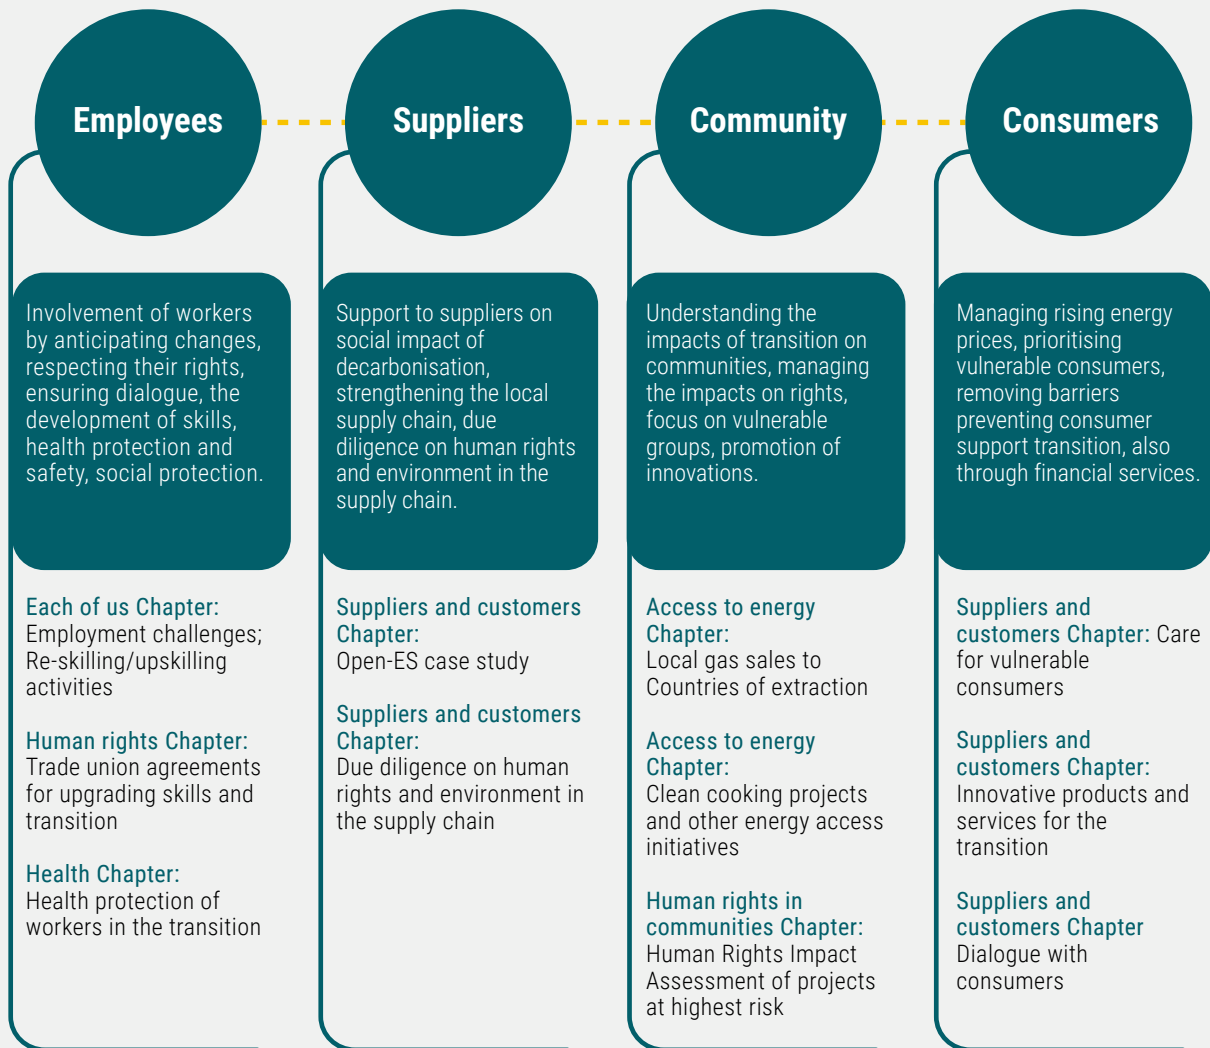 Employees
Involvement of workers
by anticipating changes,
respecting their rights,
ensuring dialogue, the
development of skills,
health protection and
safety, social protection.
Each of us Chapter:
Employment challenges;
Re-skilling/upskilling
activities
Human rights Chapter:
Trade union agreements
for upgrading skills and
transition
Health Chapter:
Health protection of
workers in the transition
Suppliers
Support to suppliers on
social impact of
decarbonisation,
strengthening the local
supply chain, due
diligence on human rights
and environment in the
supply chain.
Suppliers and customers
Chapter:
Open-ES case study
Suppliers and customers
Chapter:
Due diligence on human
rights and environment in
the supply chain
Community
Understanding the
impacts of transition on
communities, managing
the impacts on rights,
focus on vulnerable
groups, promotion of
innovations.
Access to energy
Chapter:
Local gas sales to
Countries of extraction
Access to energy
Chapter:
Clean cooking projects
and other energy access
initiatives
Human rights in
communities Chapter:
Human Rights Impact
Assessment of projects
at highest risk
Consumers
Managing rising energy
prices, prioritising
vulnerable consumers,
removing barriers
preventing consumer
support transition, also
through financial services.
Suppliers and
customers Chapter: Care
for vulnerable
consumers
Suppliers and
customers Chapter:
Innovative products and
services for the
transition
Suppliers and
customers Chapter
Dialogue with
consumers